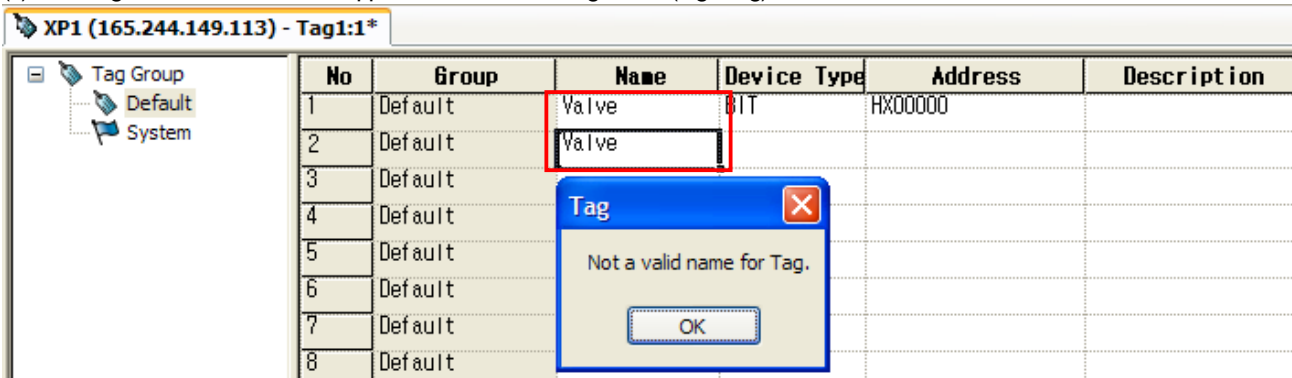 XP1 (165.244.149.113) - Tag1:1*
Tag Group
Default
System
No Group Name Device Type Address Description
1 Default Valve BIT HX00000
2 Default Valve
3 Default
4 Default
5 Default
6 Default
7 Default
8 Default
Tag
Not a valid name for Tag.
OK